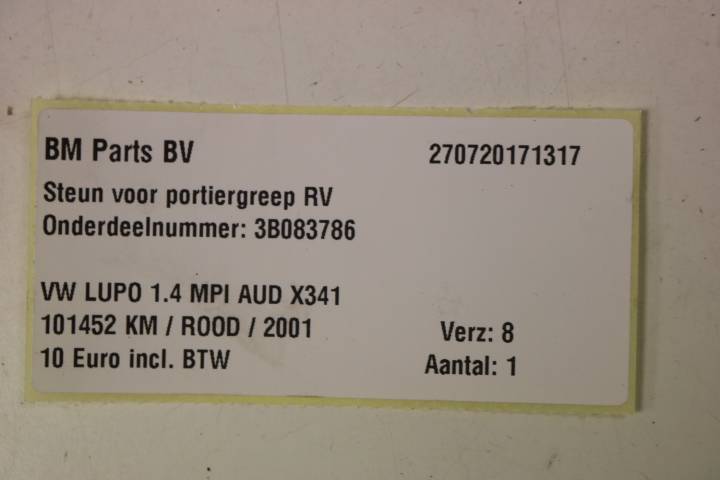 BM Parts BV 270720171317
Steun voor portiergreep RV
Onderdeelnummer: 3B083786
VW LUPO 1.4 MPI AUD X341
101452 KM / ROOD / 2001 Verz: 8
10 Euro incl. BTW Aantal: 1